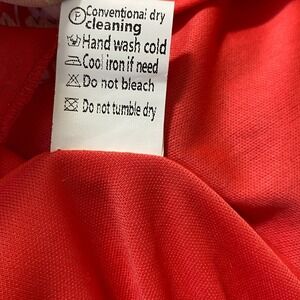 Ⓟ Conventional dry
cleaning
Hand wash cold
Cool iron if need
Do not bleach
Do not tumble dry